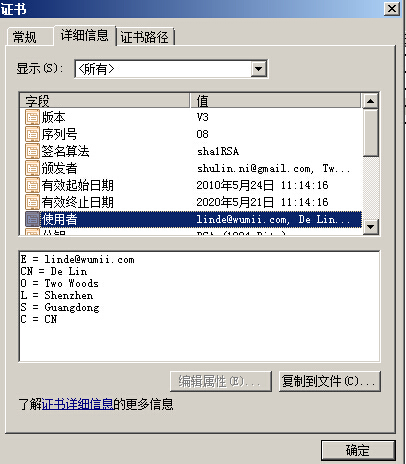 证书
常规 详细信息 证书路径
显示(S): <所有>
字段 值
版本 V3
序列号 08
签名算法 sha1RSA
颁发者 shulin.ni@gmail.com, Tw...
有效起始日期 2010年5月24日 11:14:16
有效终止日期 2020年5月21日 11:14:16
使用者 linde@wumii.com, De Lin...
E = linde@wumii.com
CN = De Lin
O = Two Woods
L = Shenzhen
S = Guangdong
C = CN
编辑属性(E)... 复制到文件(C)...
了解证书详细信息的更多信息
确定